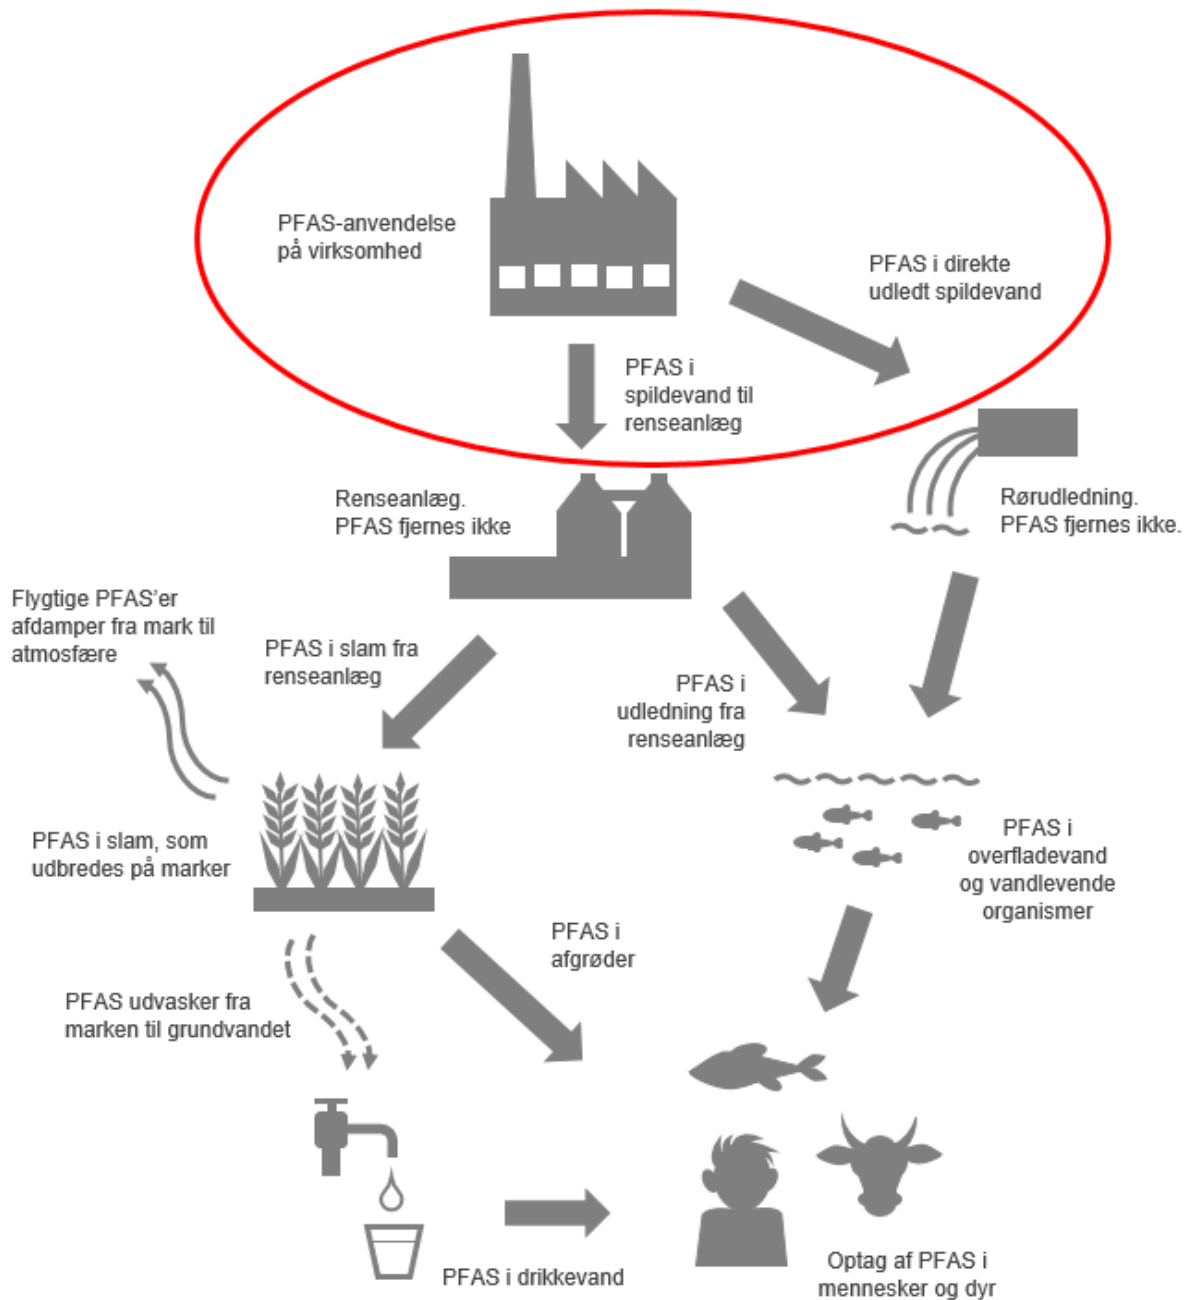 PFAS-anvendelse
på virksomhed
PFAS i direkte
udledt spildevand
PFAS i
spildevand til
renseanlæg
Renseanlæg.
PFAS fjernes ikke
Rørudledning.
PFAS fjernes ikke.
Flygtige PFAS'er
afdamper fra mark til
atmosfære
PFAS i slam fra
renseanlæg
PFAS i
udledning fra
renseanlæg
PFAS i slam, som
udbredes på marker
PFAS i
overfladevand
og vandlevende
organismer
PFAS i
afgrøder
PFAS udvasker fra
marken til grundvandet
PFAS i drikkevand
Optag af PFAS i
mennesker og dyr